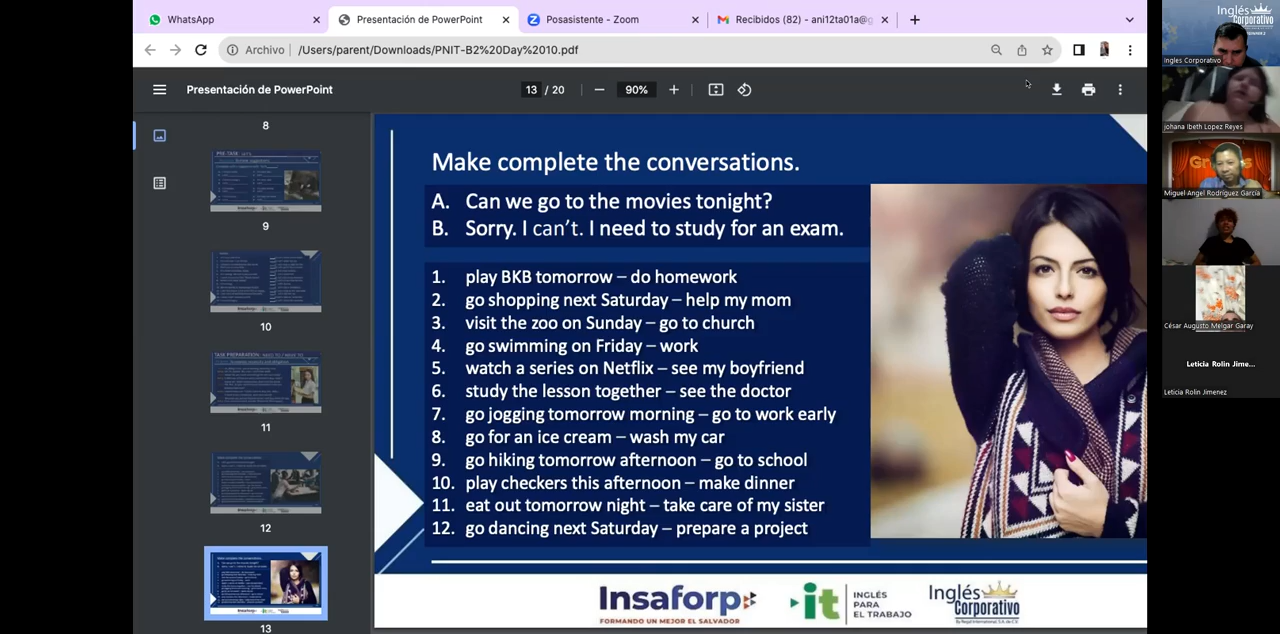 WhatsApp
Presentación de PowerPoint
Posasistente - Zoom
Recibidos (82) - ani12ta01a@g
Archivo /Users/parent/Downloads/PNIT-B2%20Day%2010.pdf
Presentación de PowerPoint
13 / 20
90%
8
9
10
11
12
13
Make complete the conversations.
A. Can we go to the movies tonight?
B. Sorry. I can't. I need to study for an exam.
1. play BKB tomorrow – do homework
2. go shopping next Saturday – help my mom
3. visit the zoo on Sunday – go to church
4. go swimming on Friday – work
5. watch series on Netflix – see my boyfriend
6. study the lesson together – see the doctor
7. go jogging tomorrow morning – go to work early
8. go for an ice cream – wash my car
9. go hiking tomorrow afternoon – go to school
10. play checkers this afternoon – make dinner
11. eat out tomorrow night – take care of my sister
12. go dancing next Saturday – prepare a project
Insaforp
FORMANDO UN MEJOR EL SALVADOR
it
INGLÉS
PARA
EL TRABAJO
Inglés
Corporativo
Inglés
Corporativo
Ingles Corporativo
johana Ibeth Lopez Reyes
Miguel Angel Rodríguez García
César Augusto Melgar Garay
Leticia Rolin Jime...
Leticia Rolin Jimenez